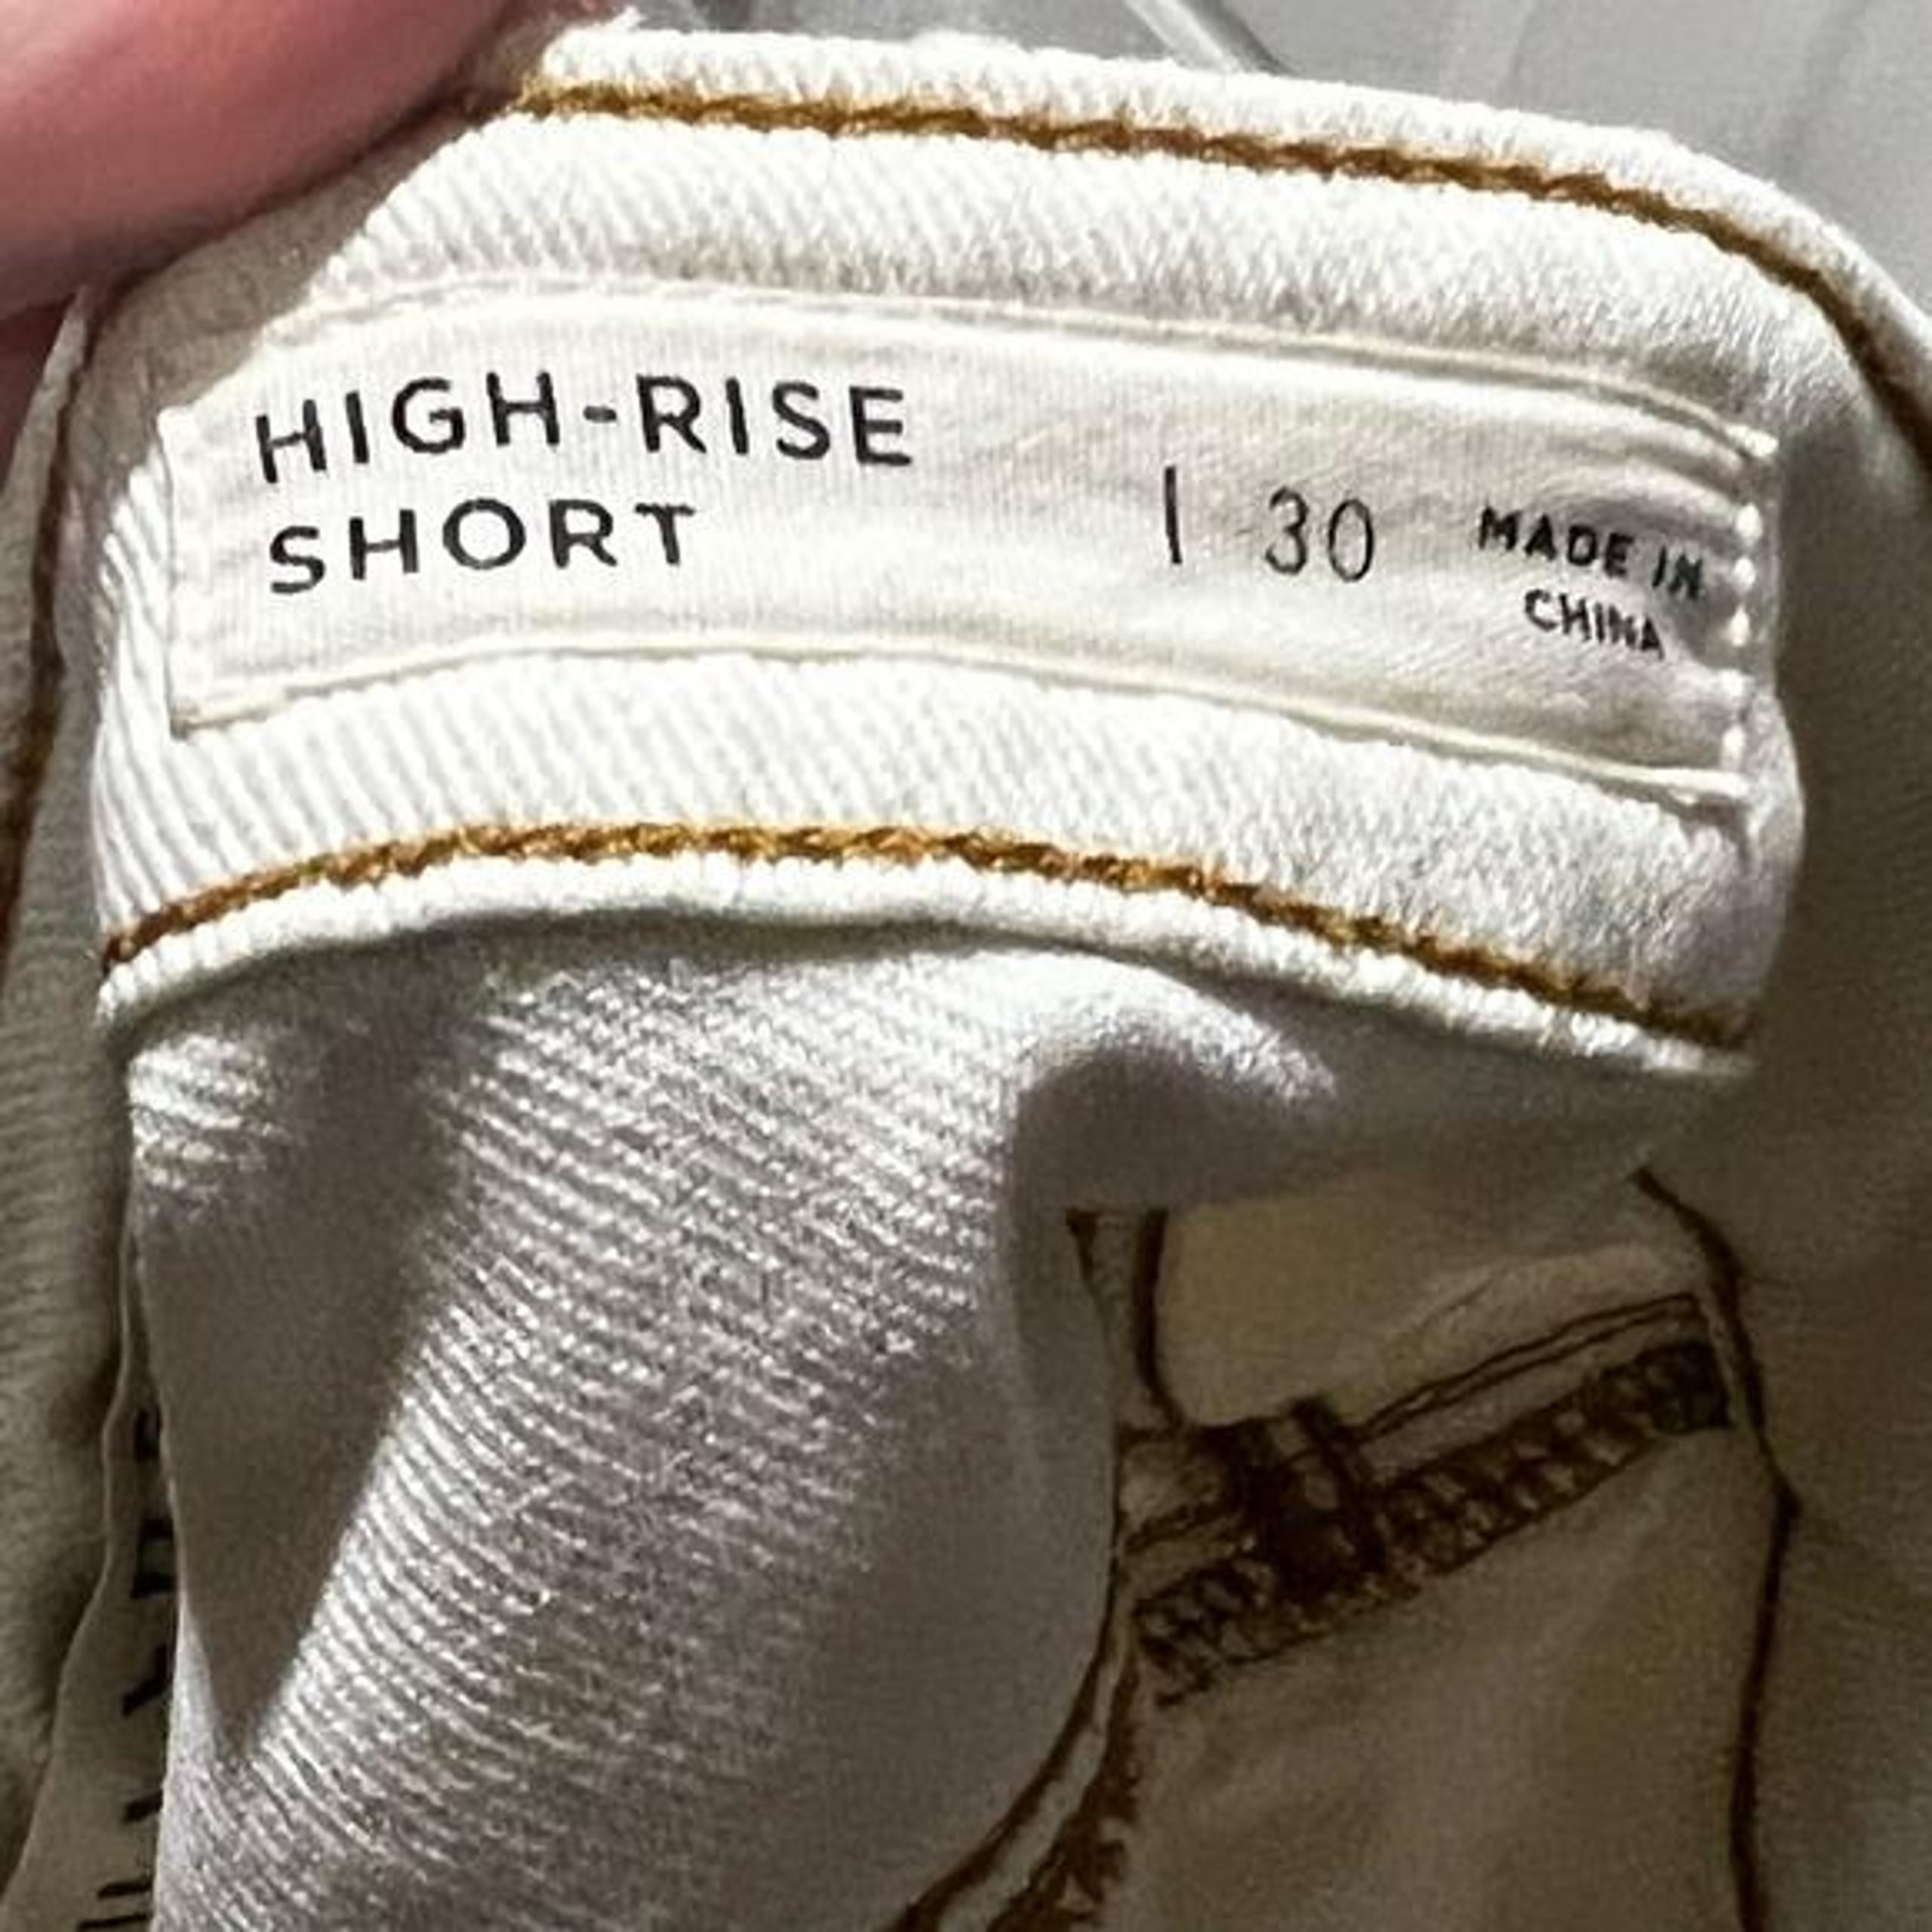 HIGH-RISE
SHORT
| 30
MADE IN
CHINA